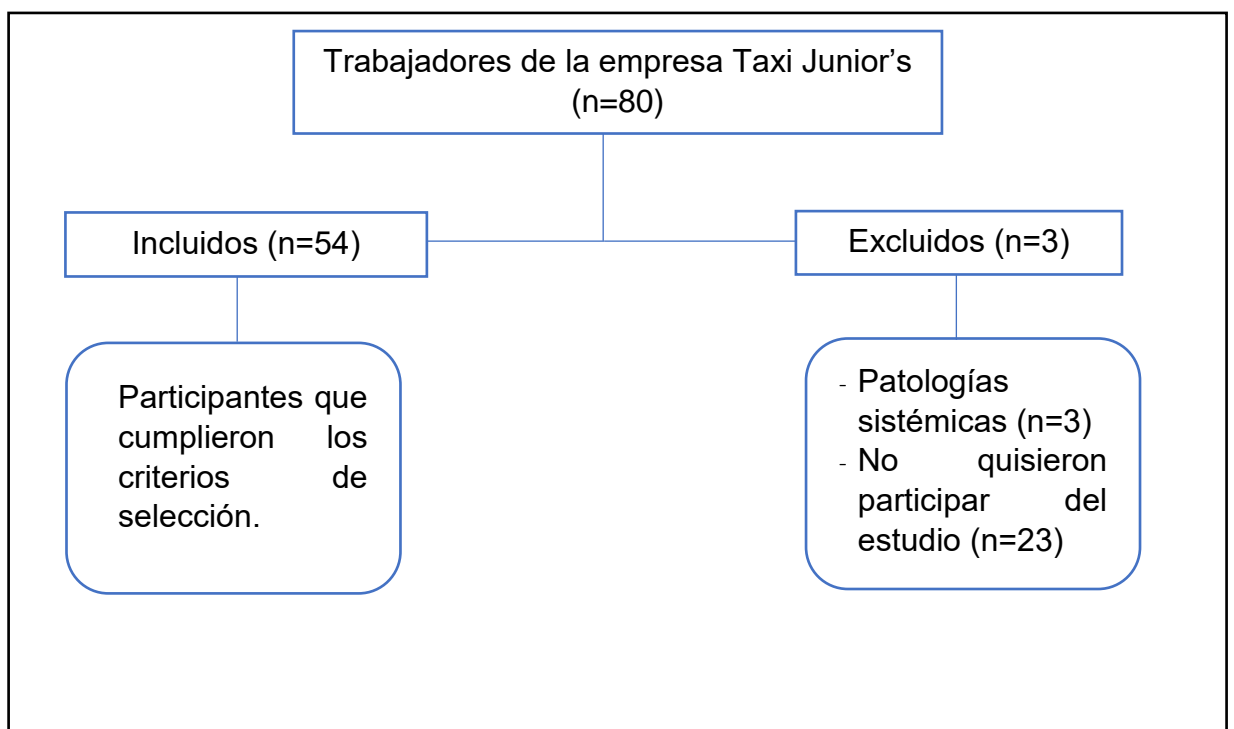 Trabajadores de la empresa Taxi Junior’s
(n=80)
Incluidos (n=54)
Excluidos (n=3)
Participantes que
cumplieron los
criterios de
selección.
- Patologías
sistémicas (n=3)
- No quisieron
participar del
estudio (n=23)